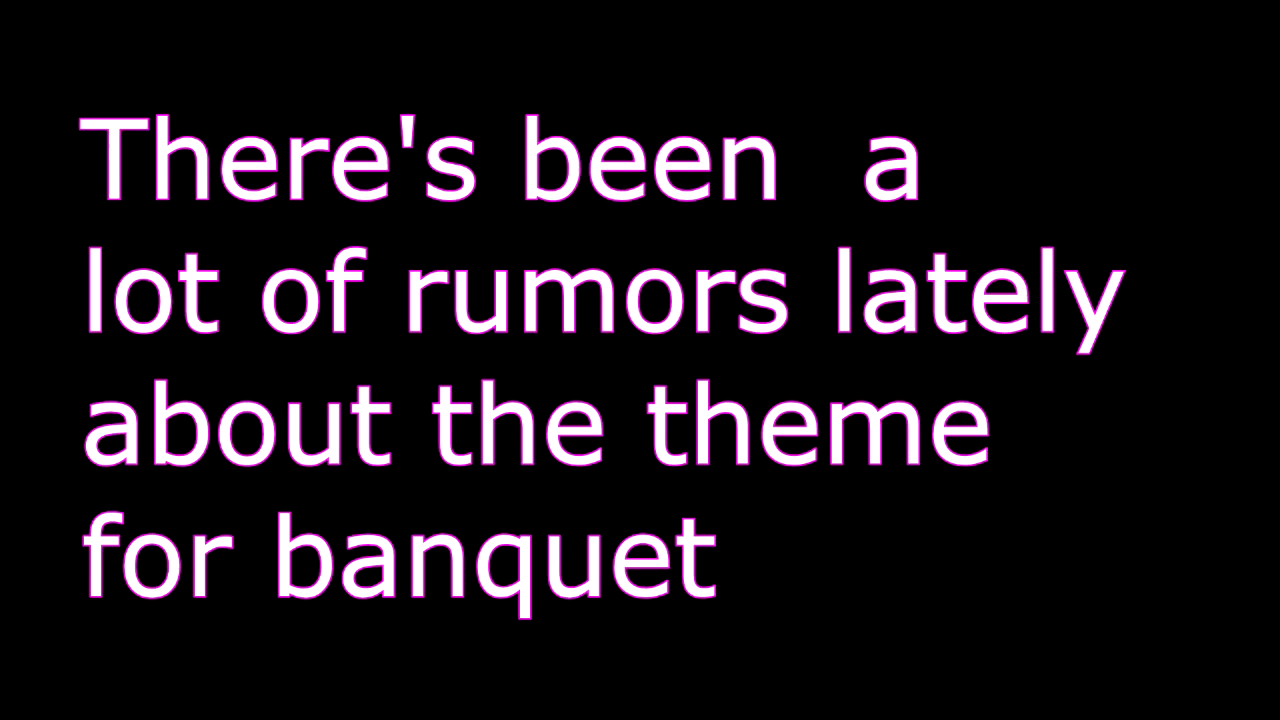 There's been  a
lot of rumors lately
about the theme
for banquet